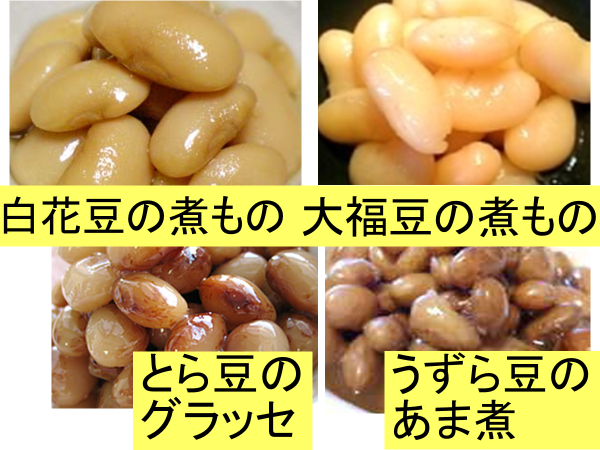 白花豆の煮もの
大福豆の煮もの
とら豆の
グラッセ
うずら豆の
あま煮